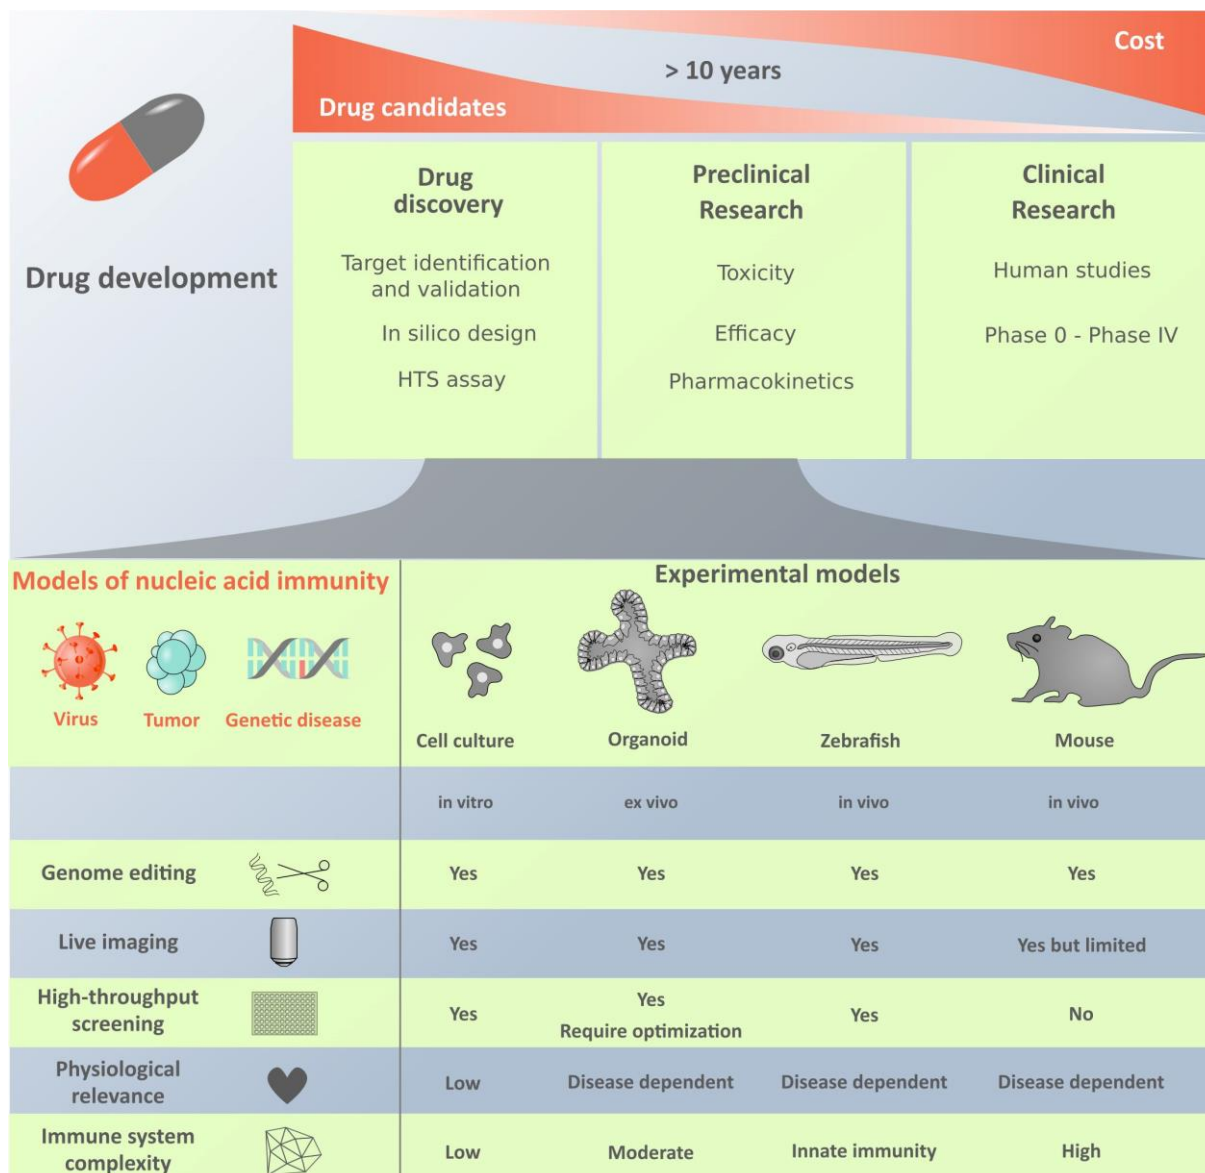 Cost
> 10 years
Drug candidates
Drug development
Drug
discovery
Target identification
and validation
In silico design
HTS assay
Preclinical
Research
Toxicity
Efficacy
Pharmacokinetics
Clinical
Research
Human studies
Phase 0 - Phase IV
Models of nucleic acid immunity
Virus Tumor Genetic disease
Experimental models
Cell culture Organoid Zebrafish Mouse
in vitro ex vivo in vivo in vivo
Genome editing Yes Yes Yes Yes
Live imaging Yes Yes Yes Yes but limited
High-throughput
screening
Yes
Yes
Require optimization
Yes
No
Physiological
relevance
Low Disease dependent Disease dependent Disease dependent
Immune system
complexity
Low Moderate Innate immunity High